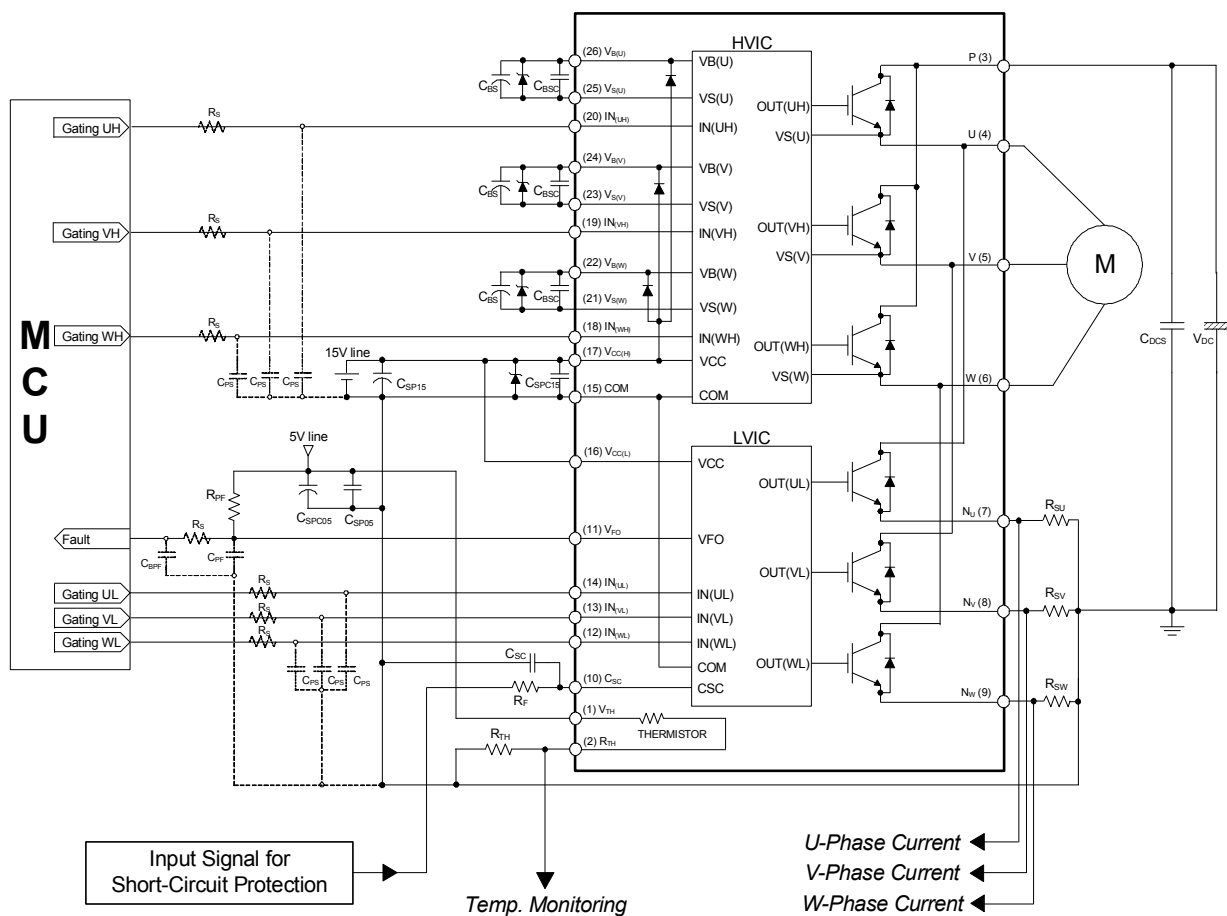 MCU
Gating UH
Gating VH
Gating WH
Fault
Gating UL
Gating VL
Gating WL
RS
RS
RS
CPS
CPS
CPS
15V line
CSP15
CSPC15
5V line
RPF
CSPC05
CSP05
RS
CBPF
CPF
RS
RS
RS
CPS
CPS
CPS
CSC
RF
RTH
CBS
CBSC
CBS
CBSC
CBS
CBSC
(26) VB(U)
(25) VS(U)
(20) IN(UH)
(24) VB(V)
(23) VS(V)
(19) IN(VH)
(22) VB(W)
(21) VS(W)
(18) IN(WH)
(17) VCC(H)
(15) COM
(16) VCC(L)
(11) VFO
(14) IN(UL)
(13) IN(VL)
(12) IN(WL)
(10) CSC
(1) VTH
(2) RTH
THERMISTOR
HVIC
VB(U)
VS(U)
IN(UH)
VB(V)
VS(V)
IN(VH)
VB(W)
VS(W)
IN(WH)
VCC
COM
OUT(UH)
VS(U)
OUT(VH)
VS(V)
OUT(WH)
VS(W)
LVIC
VCC
VFO
IN(UL)
IN(VL)
IN(WL)
COM
CSC
OUT(UL)
OUT(VL)
OUT(WL)
P (3)
U (4)
V (5)
W (6)
NU (7)
NV (8)
NW (9)
RSU
RSV
RSW
M
CDCS
VDC
Input Signal for
Short-Circuit Protection
Temp. Monitoring
U-Phase Current
V-Phase Current
W-Phase Current